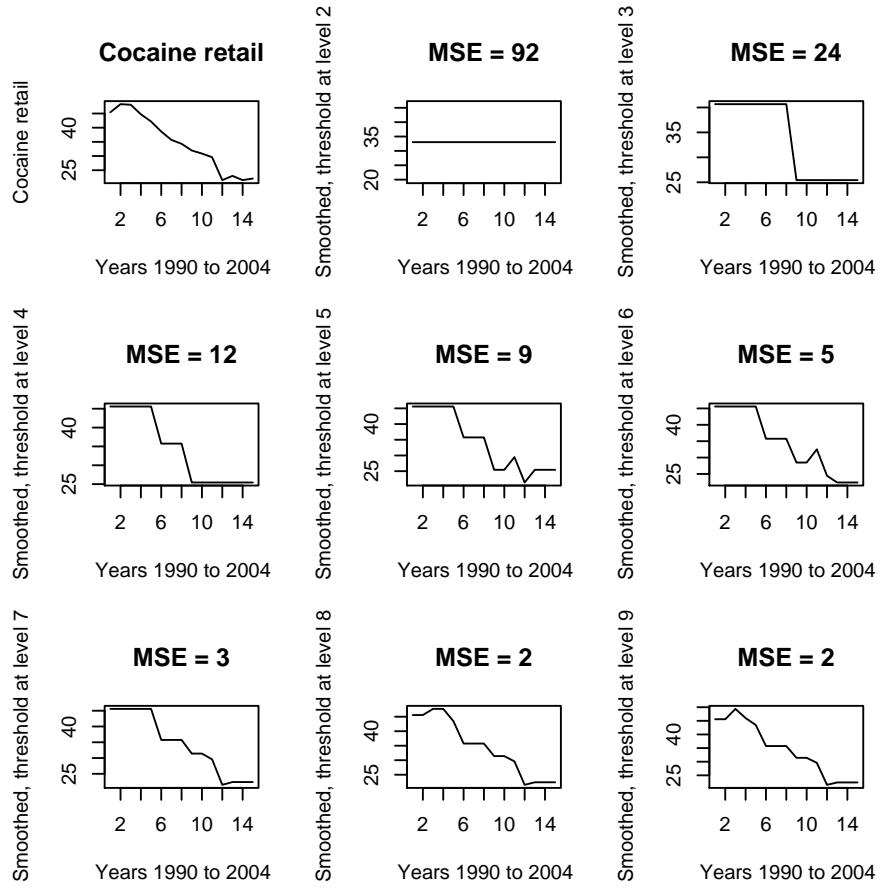 Cocaine retail
Cocaine retail
40
25
2 6 10 14
Years 1990 to 2004
MSE = 92
Smoothed, threshold at level 2
35
20
2 6 10 14
Years 1990 to 2004
MSE = 24
Smoothed, threshold at level 3
35
25
2 6 10 14
Years 1990 to 2004
MSE = 12
Smoothed, threshold at level 4
40
25
2 6 10 14
Years 1990 to 2004
MSE = 9
Smoothed, threshold at level 5
40
25
2 6 10 14
Years 1990 to 2004
MSE = 5
Smoothed, threshold at level 6
40
25
2 6 10 14
Years 1990 to 2004
MSE = 3
Smoothed, threshold at level 7
40
25
2 6 10 14
Years 1990 to 2004
MSE = 2
Smoothed, threshold at level 8
40
25
2 6 10 14
Years 1990 to 2004
MSE = 2
Smoothed, threshold at level 9
40
25
2 6 10 14
Years 1990 to 2004